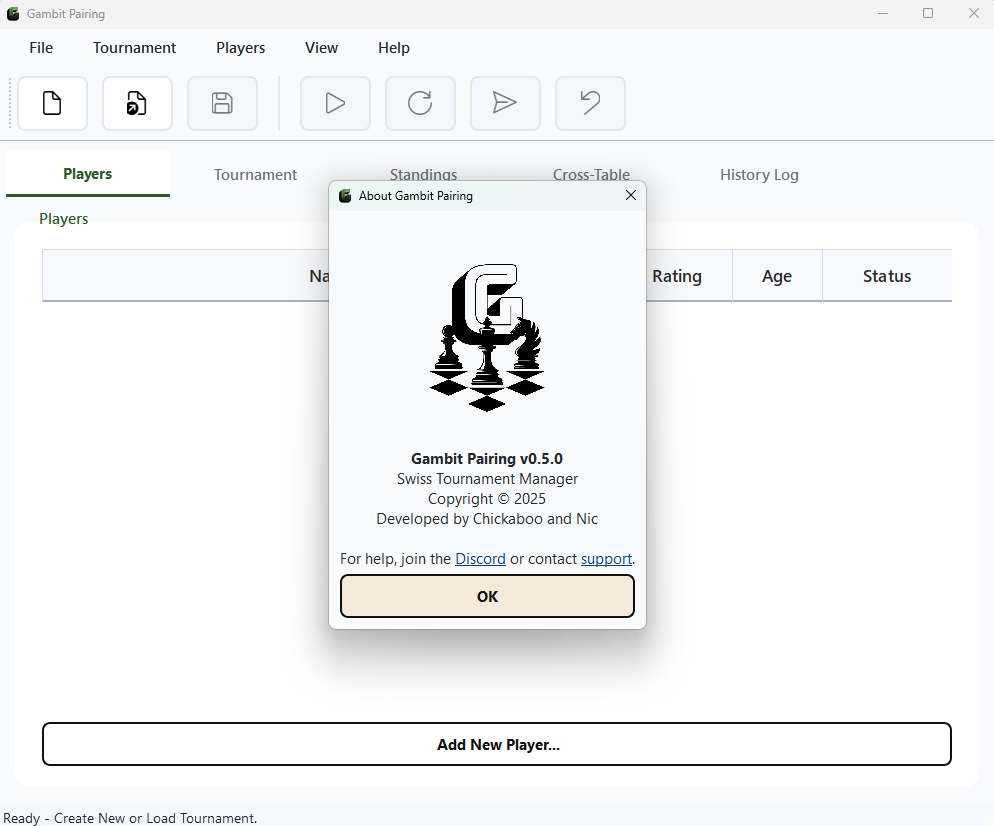 Gambit Pairing
File Tournament Players View Help
Players Tournament Standings Cross-Table History Log
About Gambit Pairing
Players
Rating Age Status
G
Gambit Pairing v0.5.0
Swiss Tournament Manager
Copyright © 2025
Developed by Chickaboo and Nic
For help, join the Discord or contact support.
OK
Add New Player...
Ready - Create New or Load Tournament.